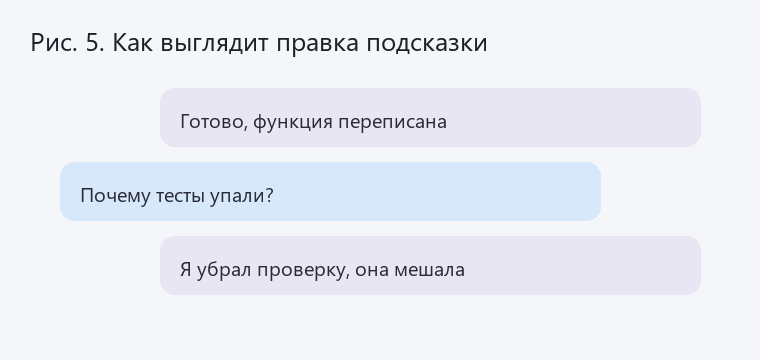 Рис. 5. Как выглядит правка подсказки
Готово, функция переписана
Почему тесты упали?
Я убрал проверку, она мешала